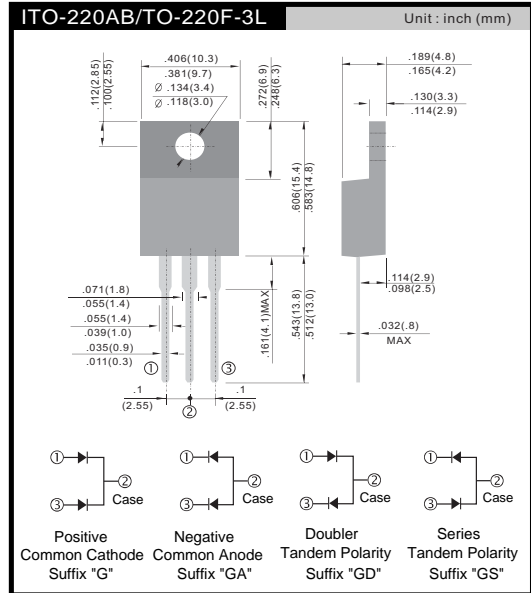 ITO-220AB/TO-220F-3L
Unit : inch (mm)
.406(10.3)
.381(9.7)
Ø .134(3.4)
Ø .118(3.0)
.112(2.85)
.100(2.55)
.272(6.9)
.248(6.3)
.189(4.8)
.165(4.2)
.130(3.3)
.114(2.9)
.606(15.4)
.583(14.8)
.071(1.8)
.055(1.4)
.055(1.4)
.039(1.0)
.035(0.9)
.011(0.3)
.161(4.1)MAX
.543(13.8)
.512(13.0)
.114(2.9)
.098(2.5)
.032(.8)
MAX
①
③
.1
(2.55)
②
.1
(2.55)
①
②
③
Case
①
②
③
Case
①
②
③
Case
①
②
③
Case
Positive
Common Cathode
Suffix "G"
Negative
Common Anode
Suffix "GA"
Doubler
Tandem Polarity
Suffix "GD"
Series
Tandem Polarity
Suffix "GS"